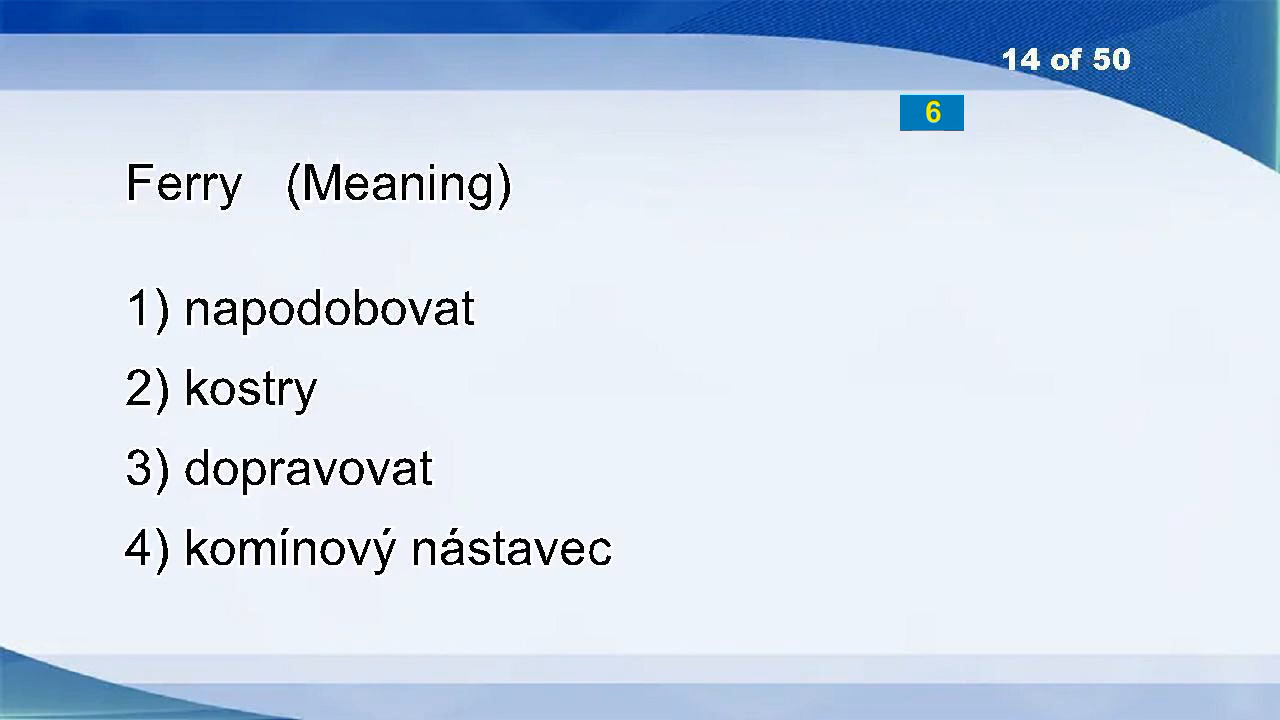 14 of 50
6
Ferry (Meaning)
1) napodobovat
2) kostry
3) dopravovat
4) komínový nástavec